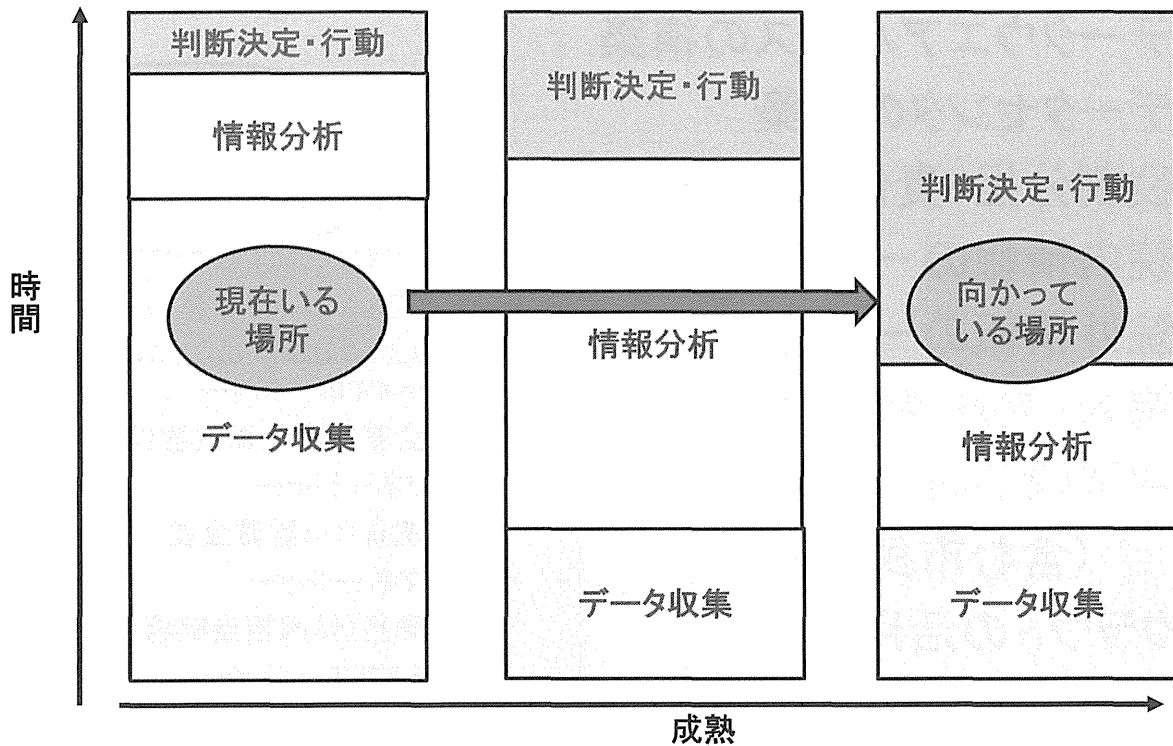 時間
判断決定・行動
情報分析
現在いる
場所
データ収集
判断決定・行動
情報分析
データ収集
判断決定・行動
向かって
いる場所
情報分析
データ収集
成熟